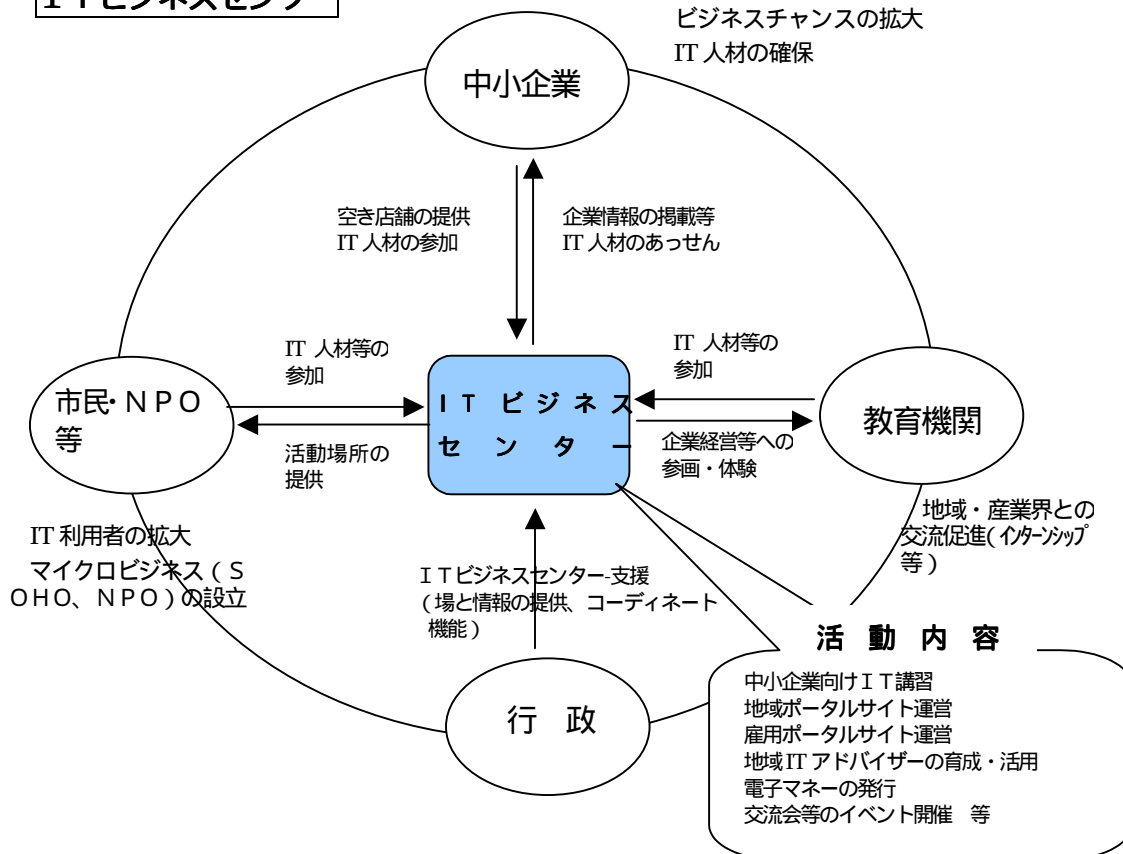 ＩＴビジネスセンター
ビジネスチャンスの拡大
IT 人材の確保
中小企業
空き店舗の提供
IT 人材の参加
企業情報の掲載等
IT 人材のあっせん
IT 人材等の
参加
IT 人材等の
参加
市民・ＮＰＯ
等
ＩＴビジネス
センター
教育機関
活動場所の
提供
企業経営等への
参画・体験
IT 利用者の拡大
マイクロビジネス（Ｓ
ＯＨＯ、ＮＰＯ）の設立
地域・産業界との
交流促進(ｲﾝﾀｰﾝｼｯﾌﾟ
等）
ＩＴビジネスセンター-支援
（場と情報の提供、コーディネート
機能）
行　政
活　動　内　容
中小企業向けＩＴ講習
地域ポータルサイト運営
雇用ポータルサイト運営
地域 IT アドバイザーの育成・活用
電子マネーの発行
交流会等のイベント開催　等